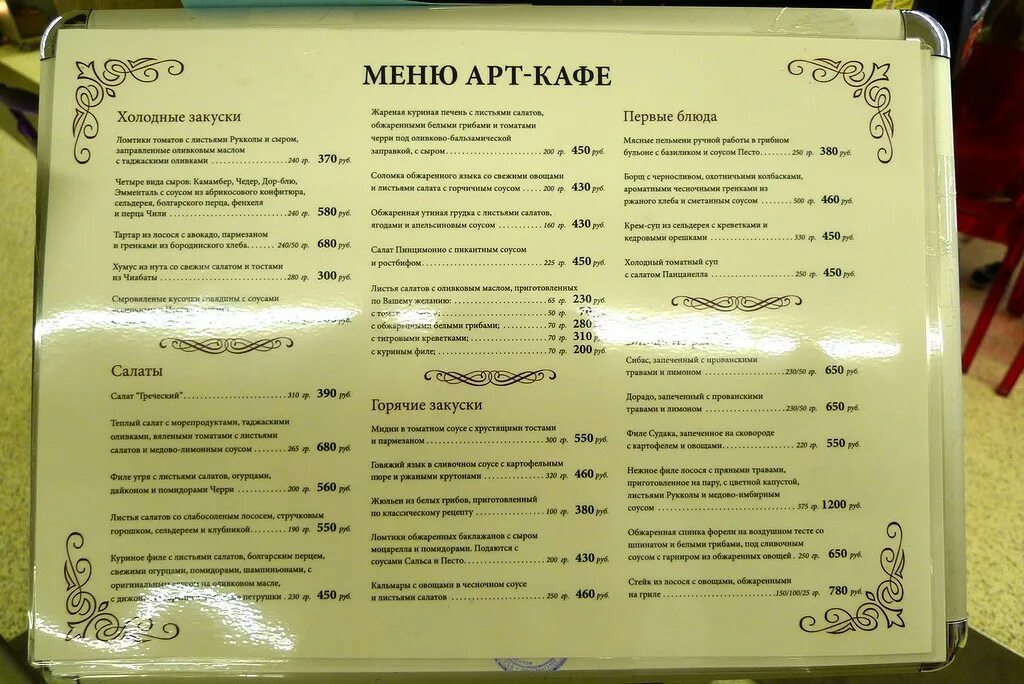 МЕНЮ АРТ-КАФЕ
Холодные закуски
Ломтики томатов с листьями Рукколы и сыром,
заправленные оливковым маслом
с таджаскими оливками 240 гр. 370 руб.
Четыре вида сыров: Камамбер, Чедер, Дор-блю,
Эмменталь с соусом из абрикосового конфитюра,
сельдерея, болгарского перца, фенхеля
и перца Чили 240 гр. 580 руб.
Тартар из лосося с авокадо, пармезаном
и гренками из бородинского хлеба. 240/50 гр. 680 руб.
Хумус из нута со свежим салатом и тостами
из Чиабаты 280 гр. 300 руб.
Сыровяленые кусочки говядины с соусами
Салаты
Салат "Греческий" 310 гр. 390 руб.
Теплый салат с морепродуктами, таджаскими
оливками, вялеными томатами с листьями
салатов и медово-лимонным соусом 265 гр. 680 руб.
Филе угря с листьями салатов, огурцами,
дайконом и помидорами Черри 200 гр. 560 руб.
Листья салатов со слабосоленым лососем, стручковым
горошком, сельдереем и клубникой 190 гр. 550 руб.
Куриное филе с листьями салатов, болгарским перцем,
свежими огурцами, помидорами, шампиньонами, с
оригинальным соусом на оливковом масле,
с дижон петрушки . 230 гр. 450 руб.
Жареная куриная печень с листьями салатов,
обжаренными белыми грибами и томатами
черри под оливково-бальзамической
заправкой, с сыром 200 гр. 450 руб.
Соломка обжаренного языка со свежими овощами
и листьями салата с горчичным соусом 200 гр. 430 руб.
Обжаренная утиная грудка с листьями салатов,
ягодами и апельсиновым соусом 160 гр. 430 руб.
Салат Пинцимонио с пикантным соусом
и ростбифом 225 гр. 450 руб.
Листья салатов с оливковым маслом, приготовленных
по Вашему желанию: 65 гр. 230 руб.
50 гр.
с обжаренными белыми грибами; 70 гр. 280
с тигровыми креветками; 70 гр. 310
с куриным филе; 70 гр. 200 руб.
Горячие закуски
Мидии в томатном соусе с хрустящими тостами
и пармезаном 300 гр. 550 руб.
Говяжий язык в сливочном соусе с картофельным
пюре и ржаными крутонами 320 гр. 460 руб.
Жюльен из белых грибов, приготовленный
по классическому рецепту 100 гр. 380 руб.
Ломтики обжаренных баклажанов с сыром
моцарелла и помидорами. Подаются с
соусами Сальса и Песто. 200 гр. 430 руб.
Кальмары с овощами в чесночном соусе
и листьями салатов 250 гр. 460 руб.
Первые блюда
Мясные пельмени ручной работы в грибном
бульоне с базиликом и соусом Песто. 250 гр. 380 руб.
Борщ с черносливом, охотничьими колбасками,
ароматными чесночными гренками из
ржаного хлеба и сметанным соусом 500 гр. 460 руб.
Крем-суп из сельдерея с креветками и
кедровыми орешками 330 гр. 450 руб.
Холодный томатный суп
с салатом Панцанелла 250 гр. 450 руб.
Сибас, запеченный с прованскими
травами и лимоном 230/50 гр. 650 руб.
Дорадо, запеченный с прованскими
травами и лимоном 230/50 гр. 650 руб.
Филе Судака, запеченное на сковороде
с картофелем и овощами 220 гр. 550 руб.
Нежное филе лосося с пряными травами,
приготовленное на пару, с цветной капустой,
листьями Рукколы и медово-имбирным
соусом 375 гр. 1200 руб.
Обжаренная спинка форели на воздушном тесте со
шпинатом и белыми грибами, под сливочным
соусом с гарниром из обжаренных овощей . 250 гр. 650 руб.
Стейк из лосося с овощами, обжаренными
на гриле 150/100/25 гр. 780 руб.